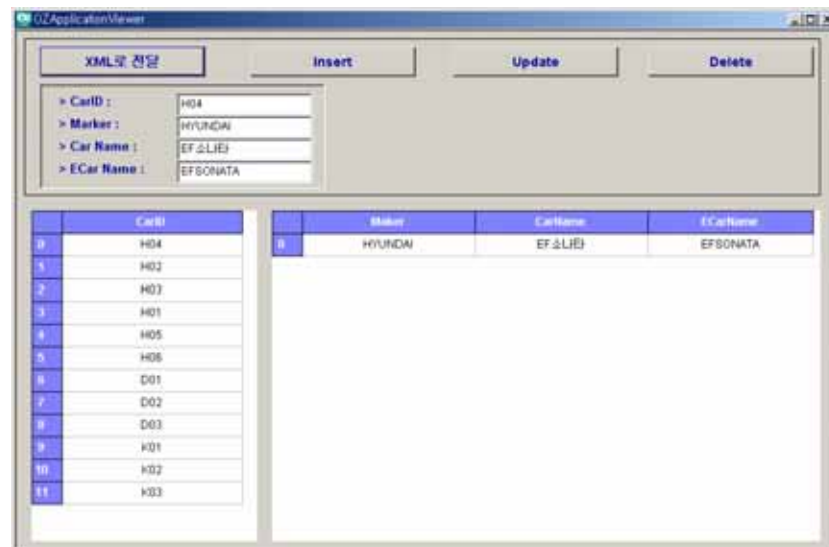 OZApplicationViewer
XML로 전달 Insert Update Delete
> CarID : H04
> Marker : HYUNDAI
> Car Name : EF소나타
> ECar Name : EFSONATA
CarID
0 H04
1 H02
2 H03
3 H01
4 H05
5 H06
6 D01
7 D02
8 D03
9 K01
10 K02
11 K03
Maker CarName ECarName
0 HYUNDAI EF소나타 EFSONATA